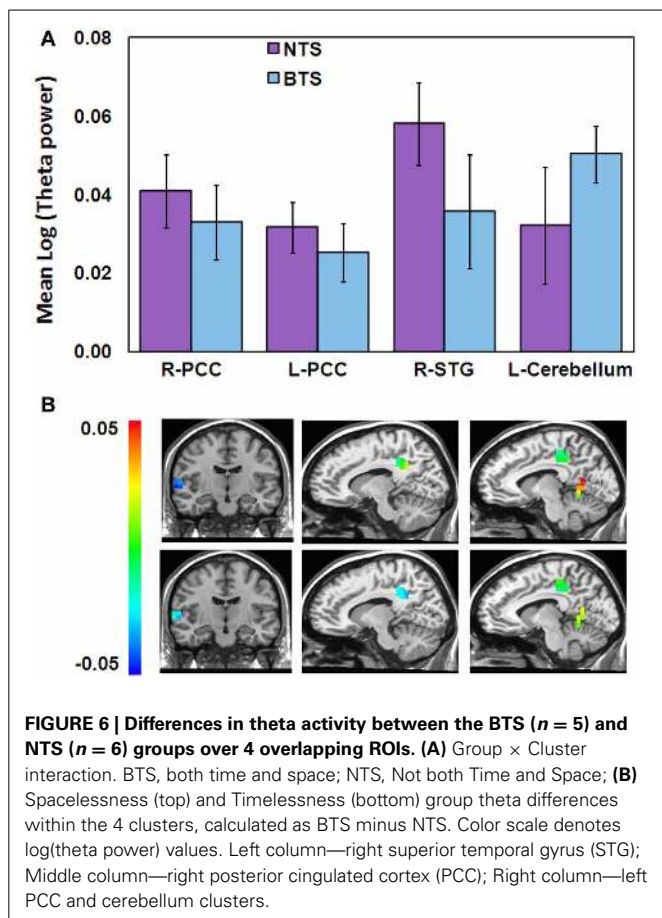 A
0.08
NTS
BTS
0.06
0.04
0.02
0.00
Mean Log (Theta power)
R-PCC L-PCC R-STG L-Cerebellum
B
0.05
-0.05
FIGURE 6 | Differences in theta activity between the BTS (n = 5) and
NTS (n = 6) groups over 4 overlapping ROIs. (A) Group × Cluster
interaction. BTS, both time and space; NTS, Not both Time and Space; (B)
Spacelessness (top) and Timelessness (bottom) group theta differences
within the 4 clusters, calculated as BTS minus NTS. Color scale denotes
log(theta power) values. Left column—right superior temporal gyrus (STG);
Middle column—right posterior cingulated cortex (PCC); Right column—left
PCC and cerebellum clusters.